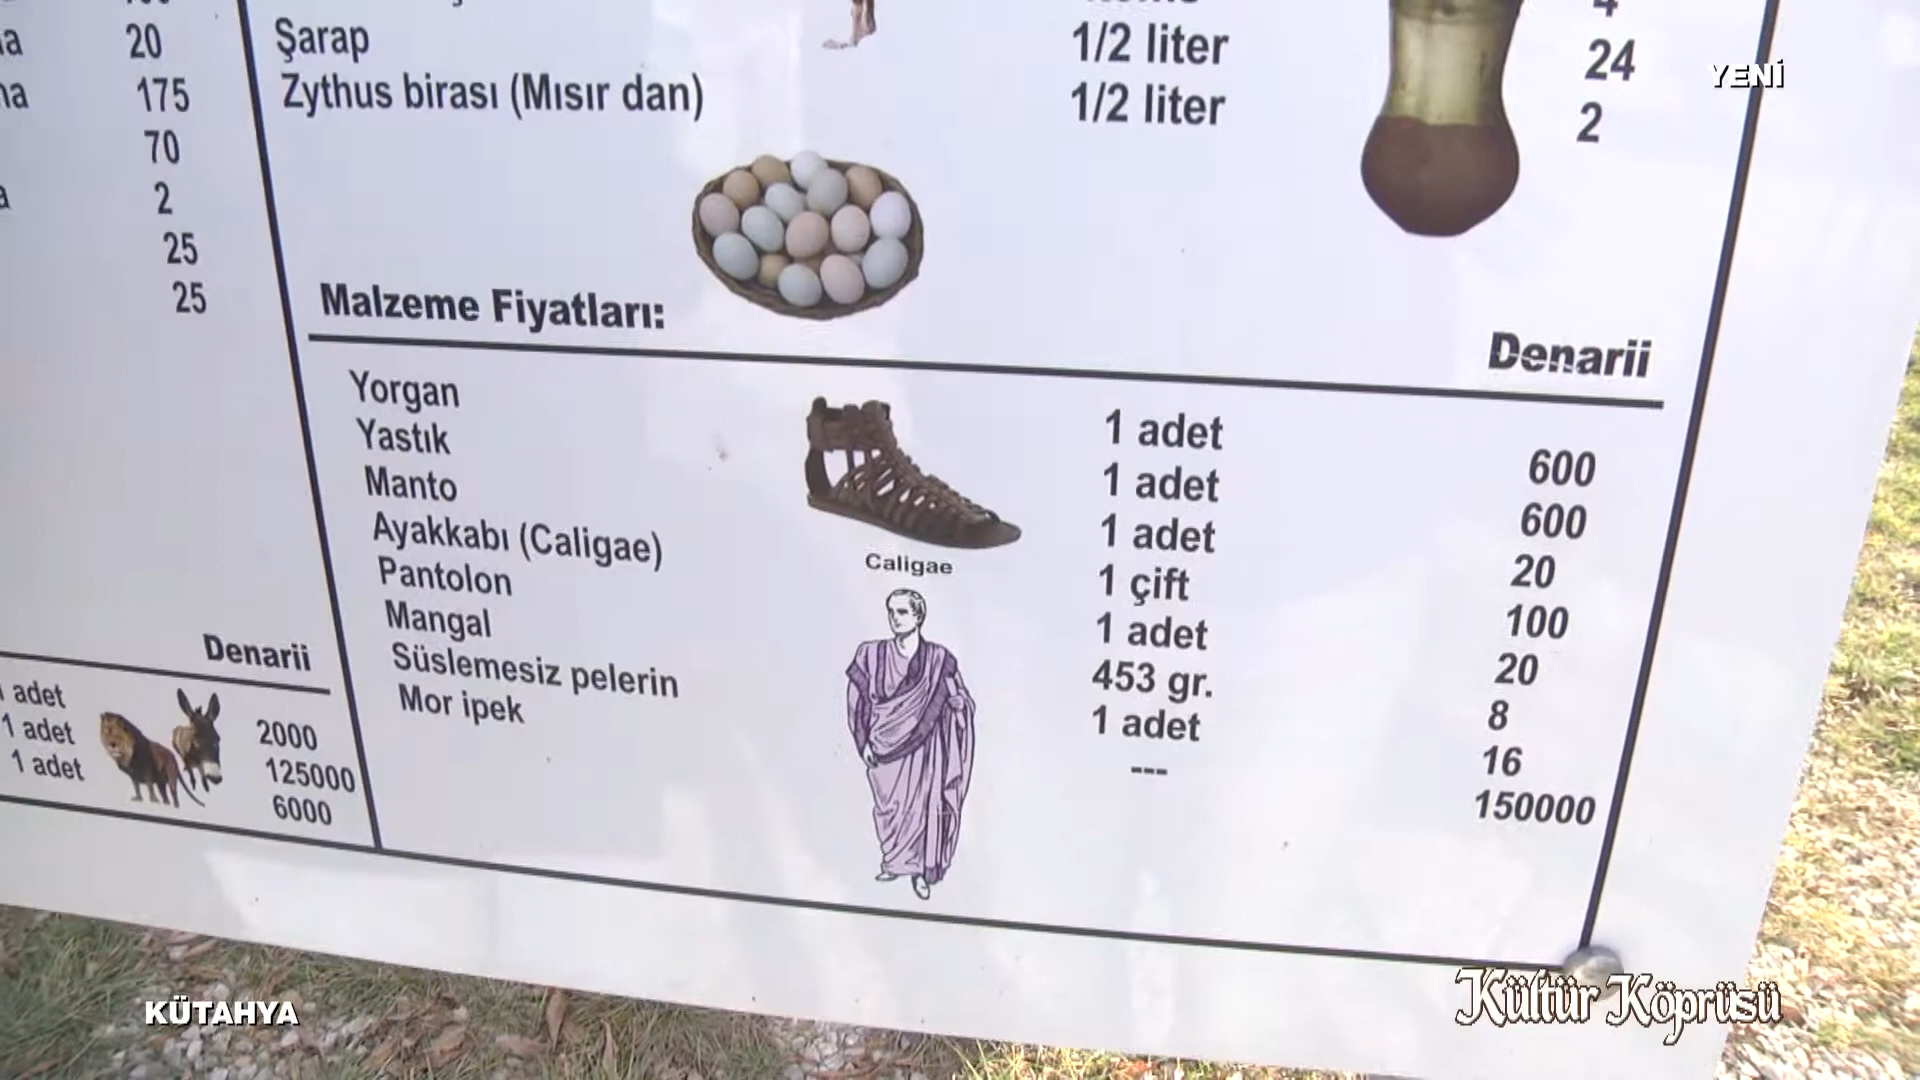 20
175
70
2
25
25
Şarap 1/2 liter 24
Zythus birası (Mısır dan) 1/2 liter 2
YENİ
Malzeme Fiyatları: Denarii
Yorgan 1 adet 600
Yastık 1 adet 600
Manto 1 adet 20
Ayakkabı (Caligae) 1 çift 100
Pantolon 1 adet 20
Mangal 453 gr. 8
Süslemesiz pelerin 1 adet 16
Mor ipek --- 150000
Caligae
Denarii
1 adet 2000
1 adet 125000
1 adet 6000
KÜTAHYA
Kültür Köprüsü